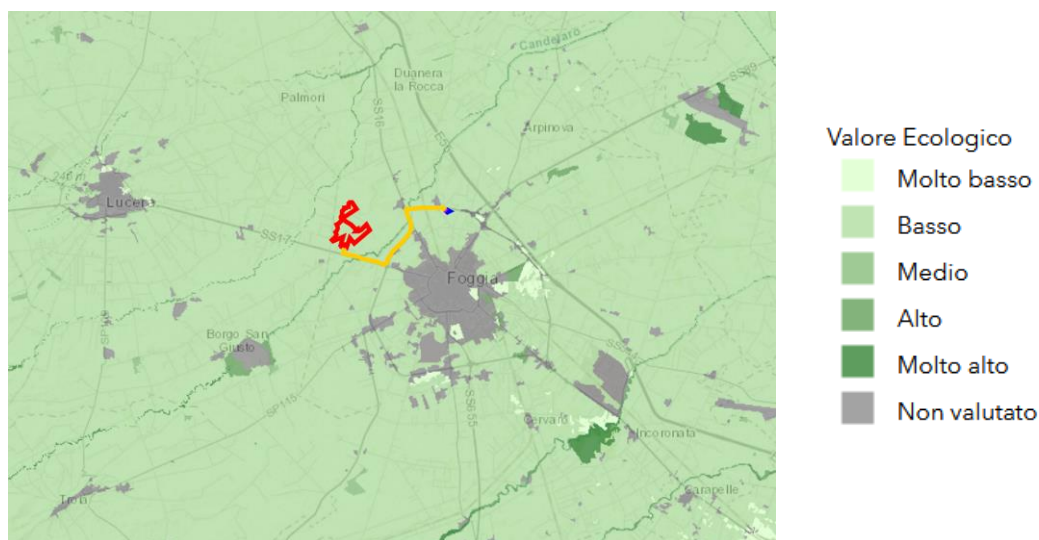 Candelaro
Duanera
la Rocca
Palmori
SS16
SS89
Arpinova
Lucera
SS17
Foggia
Borgo San
Giusto
SP115
SS655
Cervaro
Incoronata
Troia
Carapelle
Valore Ecologico
Molto basso
Basso
Medio
Alto
Molto alto
Non valutato